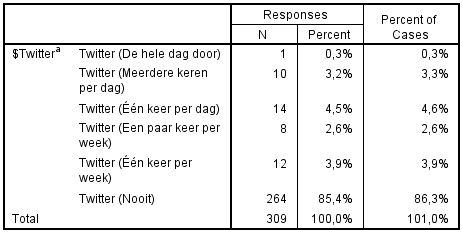 Responses
Percent of
N Percent Cases
$Twitterᵃ Twitter (De hele dag door) 1 0,3% 0,3%
Twitter (Meerdere keren 10 3,2% 3,3%
per dag)
Twitter (Één keer per dag) 14 4,5% 4,6%
Twitter (Een paar keer per 8 2,6% 2,6%
week)
Twitter (Één keer per 12 3,9% 3,9%
week)
Twitter (Nooit) 264 85,4% 86,3%
Total 309 100,0% 101,0%